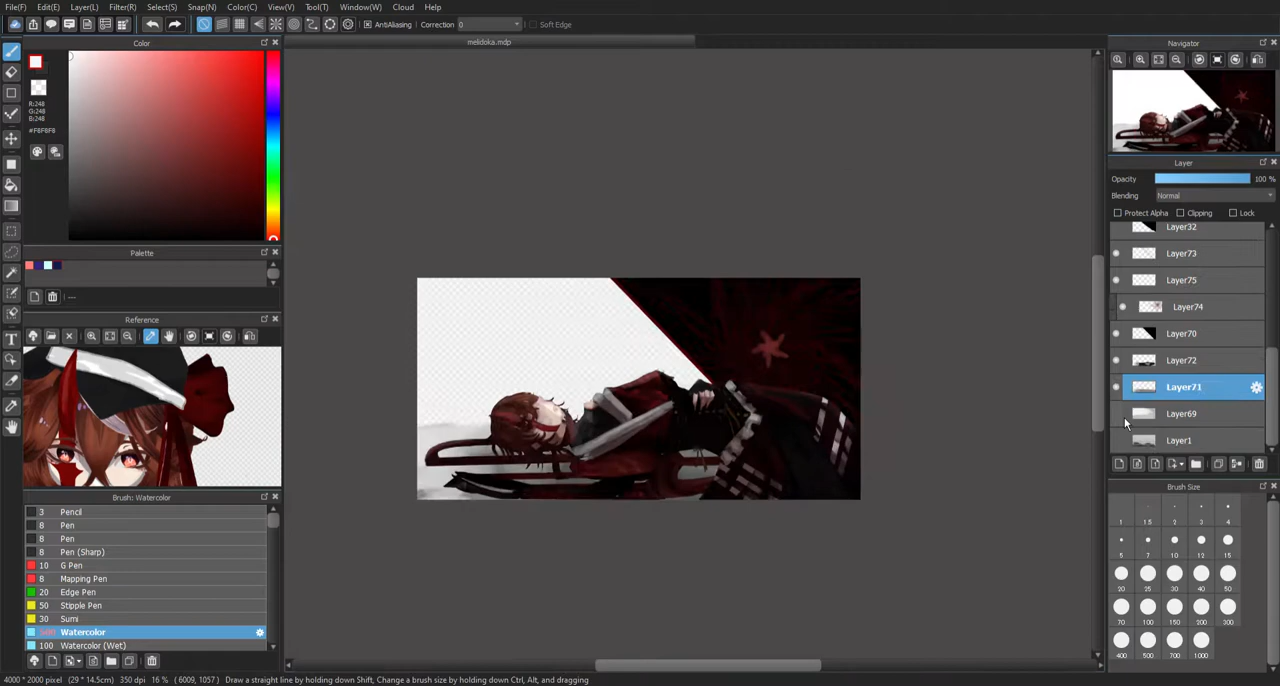 File(F) Edit(E) Layer(L) Filter(R) Select(S) Snap(N) Color(C) View(V) Tool(T) Window(W) Cloud Help
AntiAliasing Correction 0 Soft Edge
Color
melidoka.mdp
Navigator
R:248
G:248
B:248
#F8F8F8
Layer
Opacity 100 %
Blending Normal
Protect Alpha Clipping Lock
Layer32
Layer73
Layer75
Layer74
Layer70
Layer72
Layer71
Layer69
Layer1
Palette
---
Reference
Brush: Watercolor
3 Pencil
8 Pen
8 Pen
8 Pen (Sharp)
10 G Pen
8 Mapping Pen
20 Edge Pen
50 Stipple Pen
30 Sumi
Watercolor
100 Watercolor (Wet)
Brush Size
1 1.5 2 3 4
5 7 10 12 15
20 25 30 40 50
70 100 150 200 300
400 500 700 1000
4000 * 2000 pixel (29 * 14.5cm) 350 dpi 16 % ( 6009, 1057 ) Draw a straight line by holding down Shift, Change a brush size by holding down Ctrl, Alt, and dragging